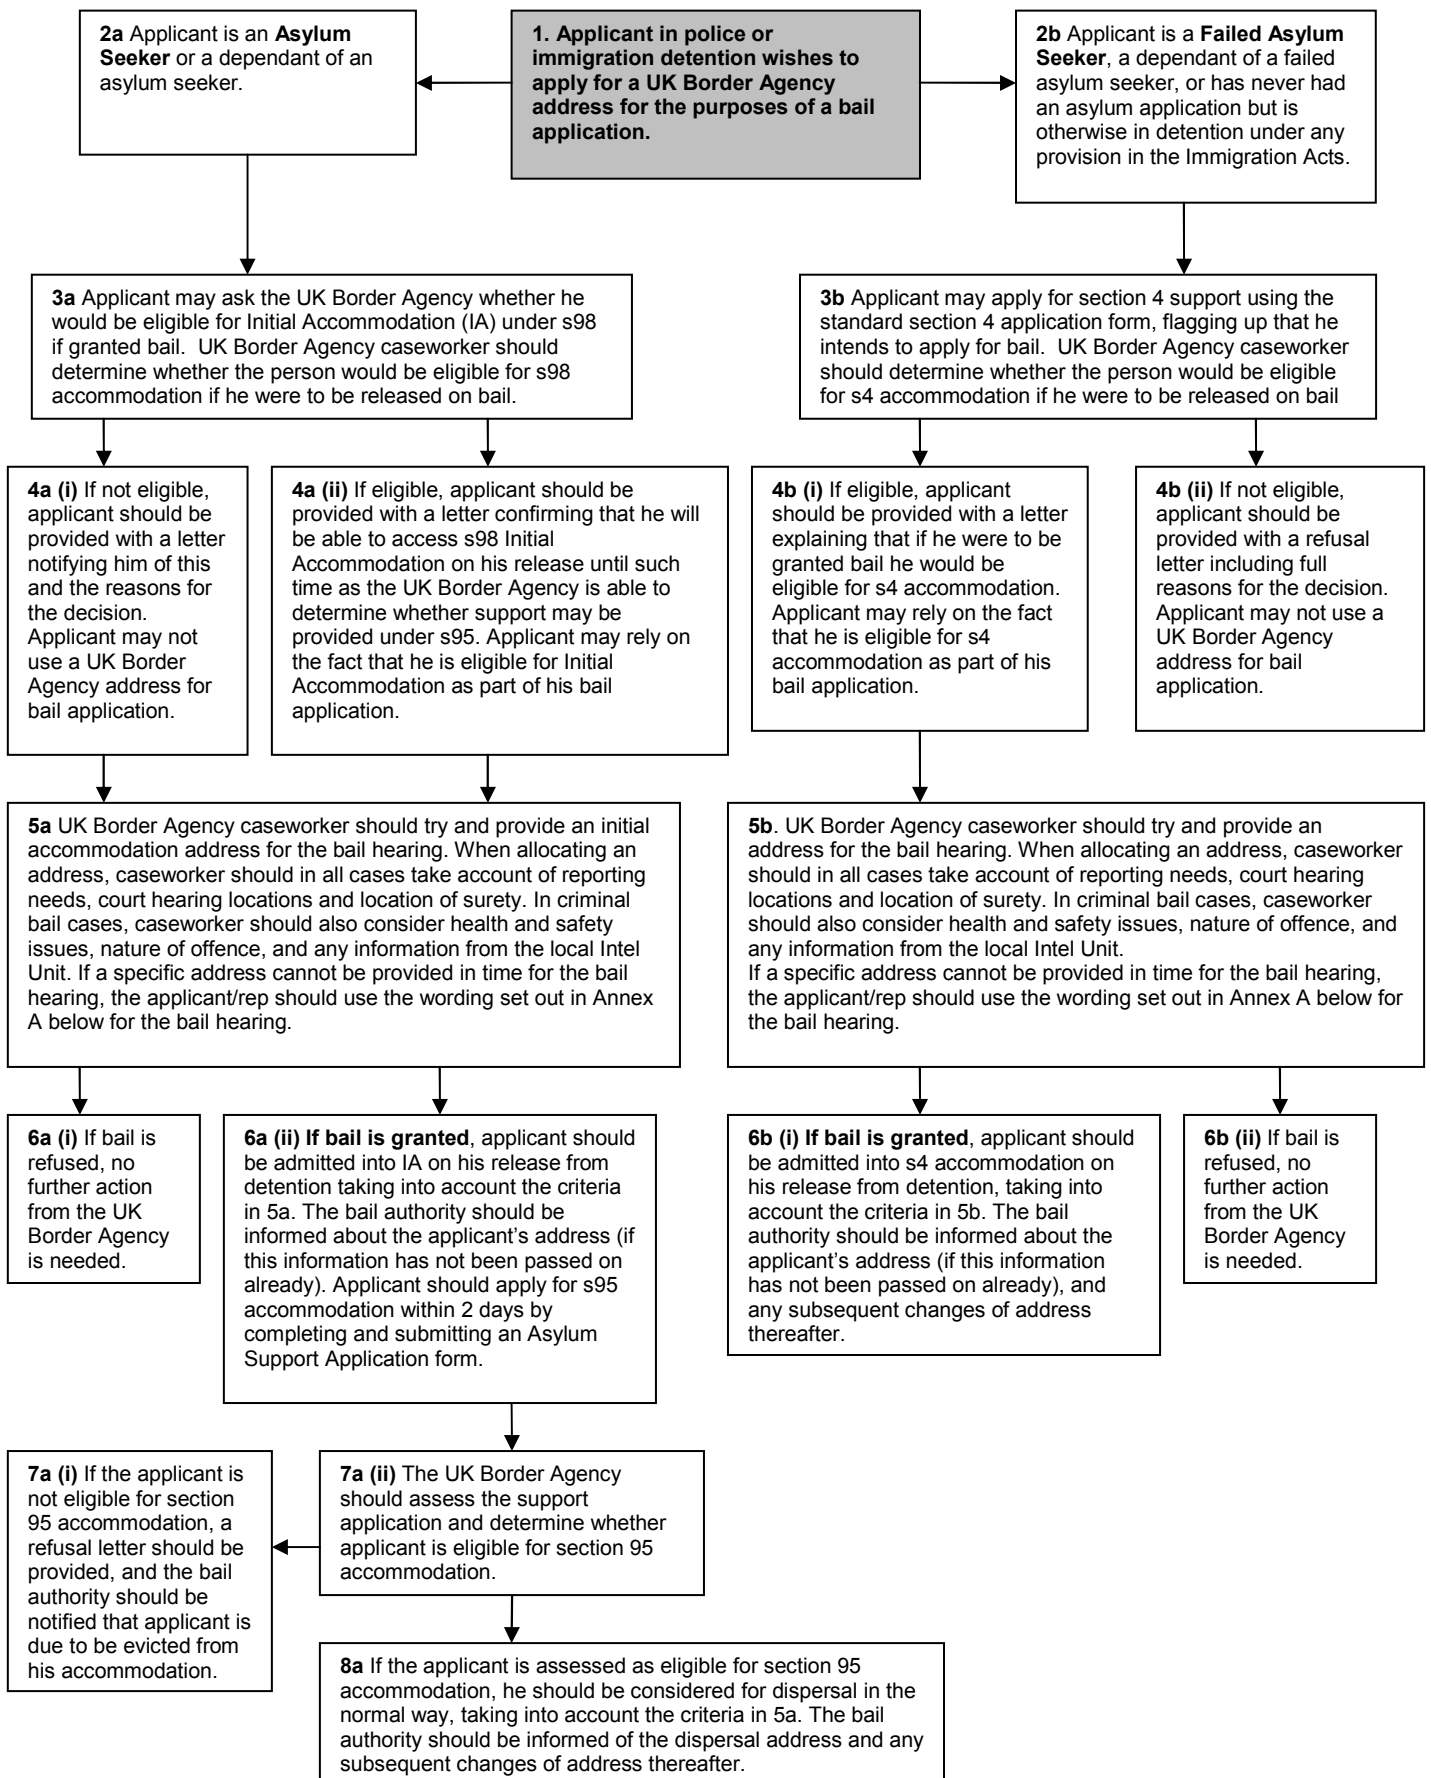 2a Applicant is an Asylum
Seeker or a dependant of an
asylum seeker.
1. Applicant in police or
immigration detention wishes to
apply for a UK Border Agency
address for the purposes of a bail
application.
2b Applicant is a Failed Asylum
Seeker, a dependant of a failed
asylum seeker, or has never had
an asylum application but is
otherwise in detention under any
provision in the Immigration Acts.
3a Applicant may ask the UK Border Agency whether he
would be eligible for Initial Accommodation (IA) under s98
if granted bail. UK Border Agency caseworker should
determine whether the person would be eligible for s98
accommodation if he were to be released on bail.
3b Applicant may apply for section 4 support using the
standard section 4 application form, flagging up that he
intends to apply for bail. UK Border Agency caseworker
should determine whether the person would be eligible
for s4 accommodation if he were to be released on bail
4a (i) If not eligible,
applicant should be
provided with a letter
notifying him of this
and the reasons for
the decision.
Applicant may not
use a UK Border
Agency address for
bail application.
4a (ii) If eligible, applicant should be
provided with a letter confirming that he will
be able to access s98 Initial
Accommodation on his release until such
time as the UK Border Agency is able to
determine whether support may be
provided under s95. Applicant may rely on
the fact that he is eligible for Initial
Accommodation as part of his bail
application.
4b (i) If eligible, applicant
should be provided with a letter
explaining that if he were to be
granted bail he would be
eligible for s4 accommodation.
Applicant may rely on the fact
that he is eligible for s4
accommodation as part of his
bail application.
4b (ii) If not eligible,
applicant should be
provided with a refusal
letter including full
reasons for the decision.
Applicant may not use a
UK Border Agency
address for bail
application.
5a UK Border Agency caseworker should try and provide an initial
accommodation address for the bail hearing. When allocating an
address, caseworker should in all cases take account of reporting
needs, court hearing locations and location of surety. In criminal
bail cases, caseworker should also consider health and safety
issues, nature of offence, and any information from the local Intel
Unit. If a specific address cannot be provided in time for the bail
hearing, the applicant/rep should use the wording set out in Annex
A below for the bail hearing.
5b. UK Border Agency caseworker should try and provide an
address for the bail hearing. When allocating an address, caseworker
should in all cases take account of reporting needs, court hearing
locations and location of surety. In criminal bail cases, caseworker
should also consider health and safety issues, nature of offence, and
any information from the local Intel Unit.
If a specific address cannot be provided in time for the bail hearing,
the applicant/rep should use the wording set out in Annex A below for
the bail hearing.
6a (i) If bail is
refused, no
further action
from the UK
Border Agency
is needed.
6a (ii) If bail is granted, applicant should
be admitted into IA on his release from
detention taking into account the criteria
in 5a. The bail authority should be
informed about the applicant's address (if
this information has not been passed on
already). Applicant should apply for s95
accommodation within 2 days by
completing and submitting an Asylum
Support Application form.
6b (i) If bail is granted, applicant should
be admitted into s4 accommodation on
his release from detention, taking into
account the criteria in 5b. The bail
authority should be informed about the
applicant's address (if this information
has not been passed on already), and
any subsequent changes of address
thereafter.
6b (ii) If bail is
refused, no
further action
from the UK
Border Agency
is needed.
7a (i) If the applicant is
not eligible for section
95 accommodation, a
refusal letter should be
provided, and the bail
authority should be
notified that applicant is
due to be evicted from
his accommodation.
7a (ii) The UK Border Agency
should assess the support
application and determine whether
applicant is eligible for section 95
accommodation.
8a If the applicant is assessed as eligible for section 95
accommodation, he should be considered for dispersal in the
normal way, taking into account the criteria in 5a. The bail
authority should be informed of the dispersal address and any
subsequent changes of address thereafter.